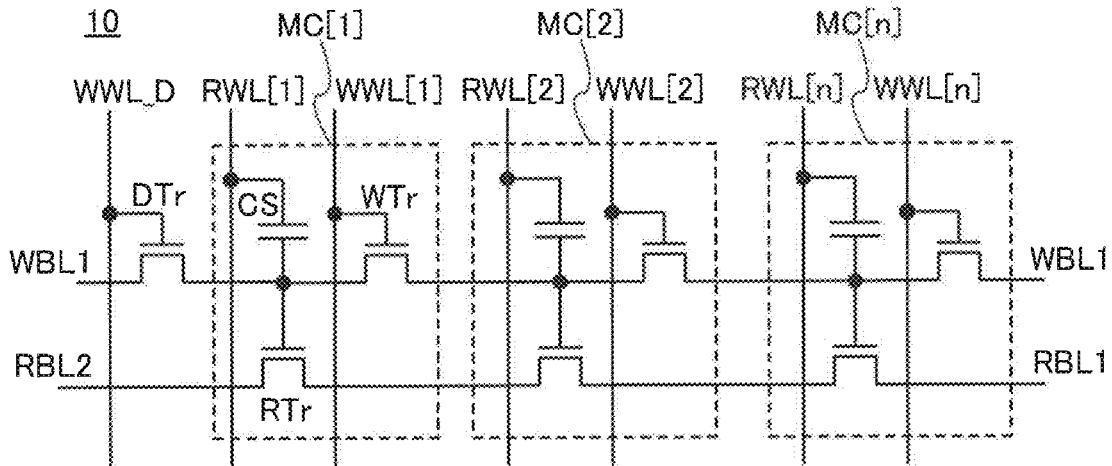 10 MC[1] MC[2] MC[n]
WWL_D RWL[1] WWL[1] RWL[2] WWL[2] RWL[n] WWL[n]
DTr CS WTr
WBL1 WBL1
RBL2 RBL1
RTr